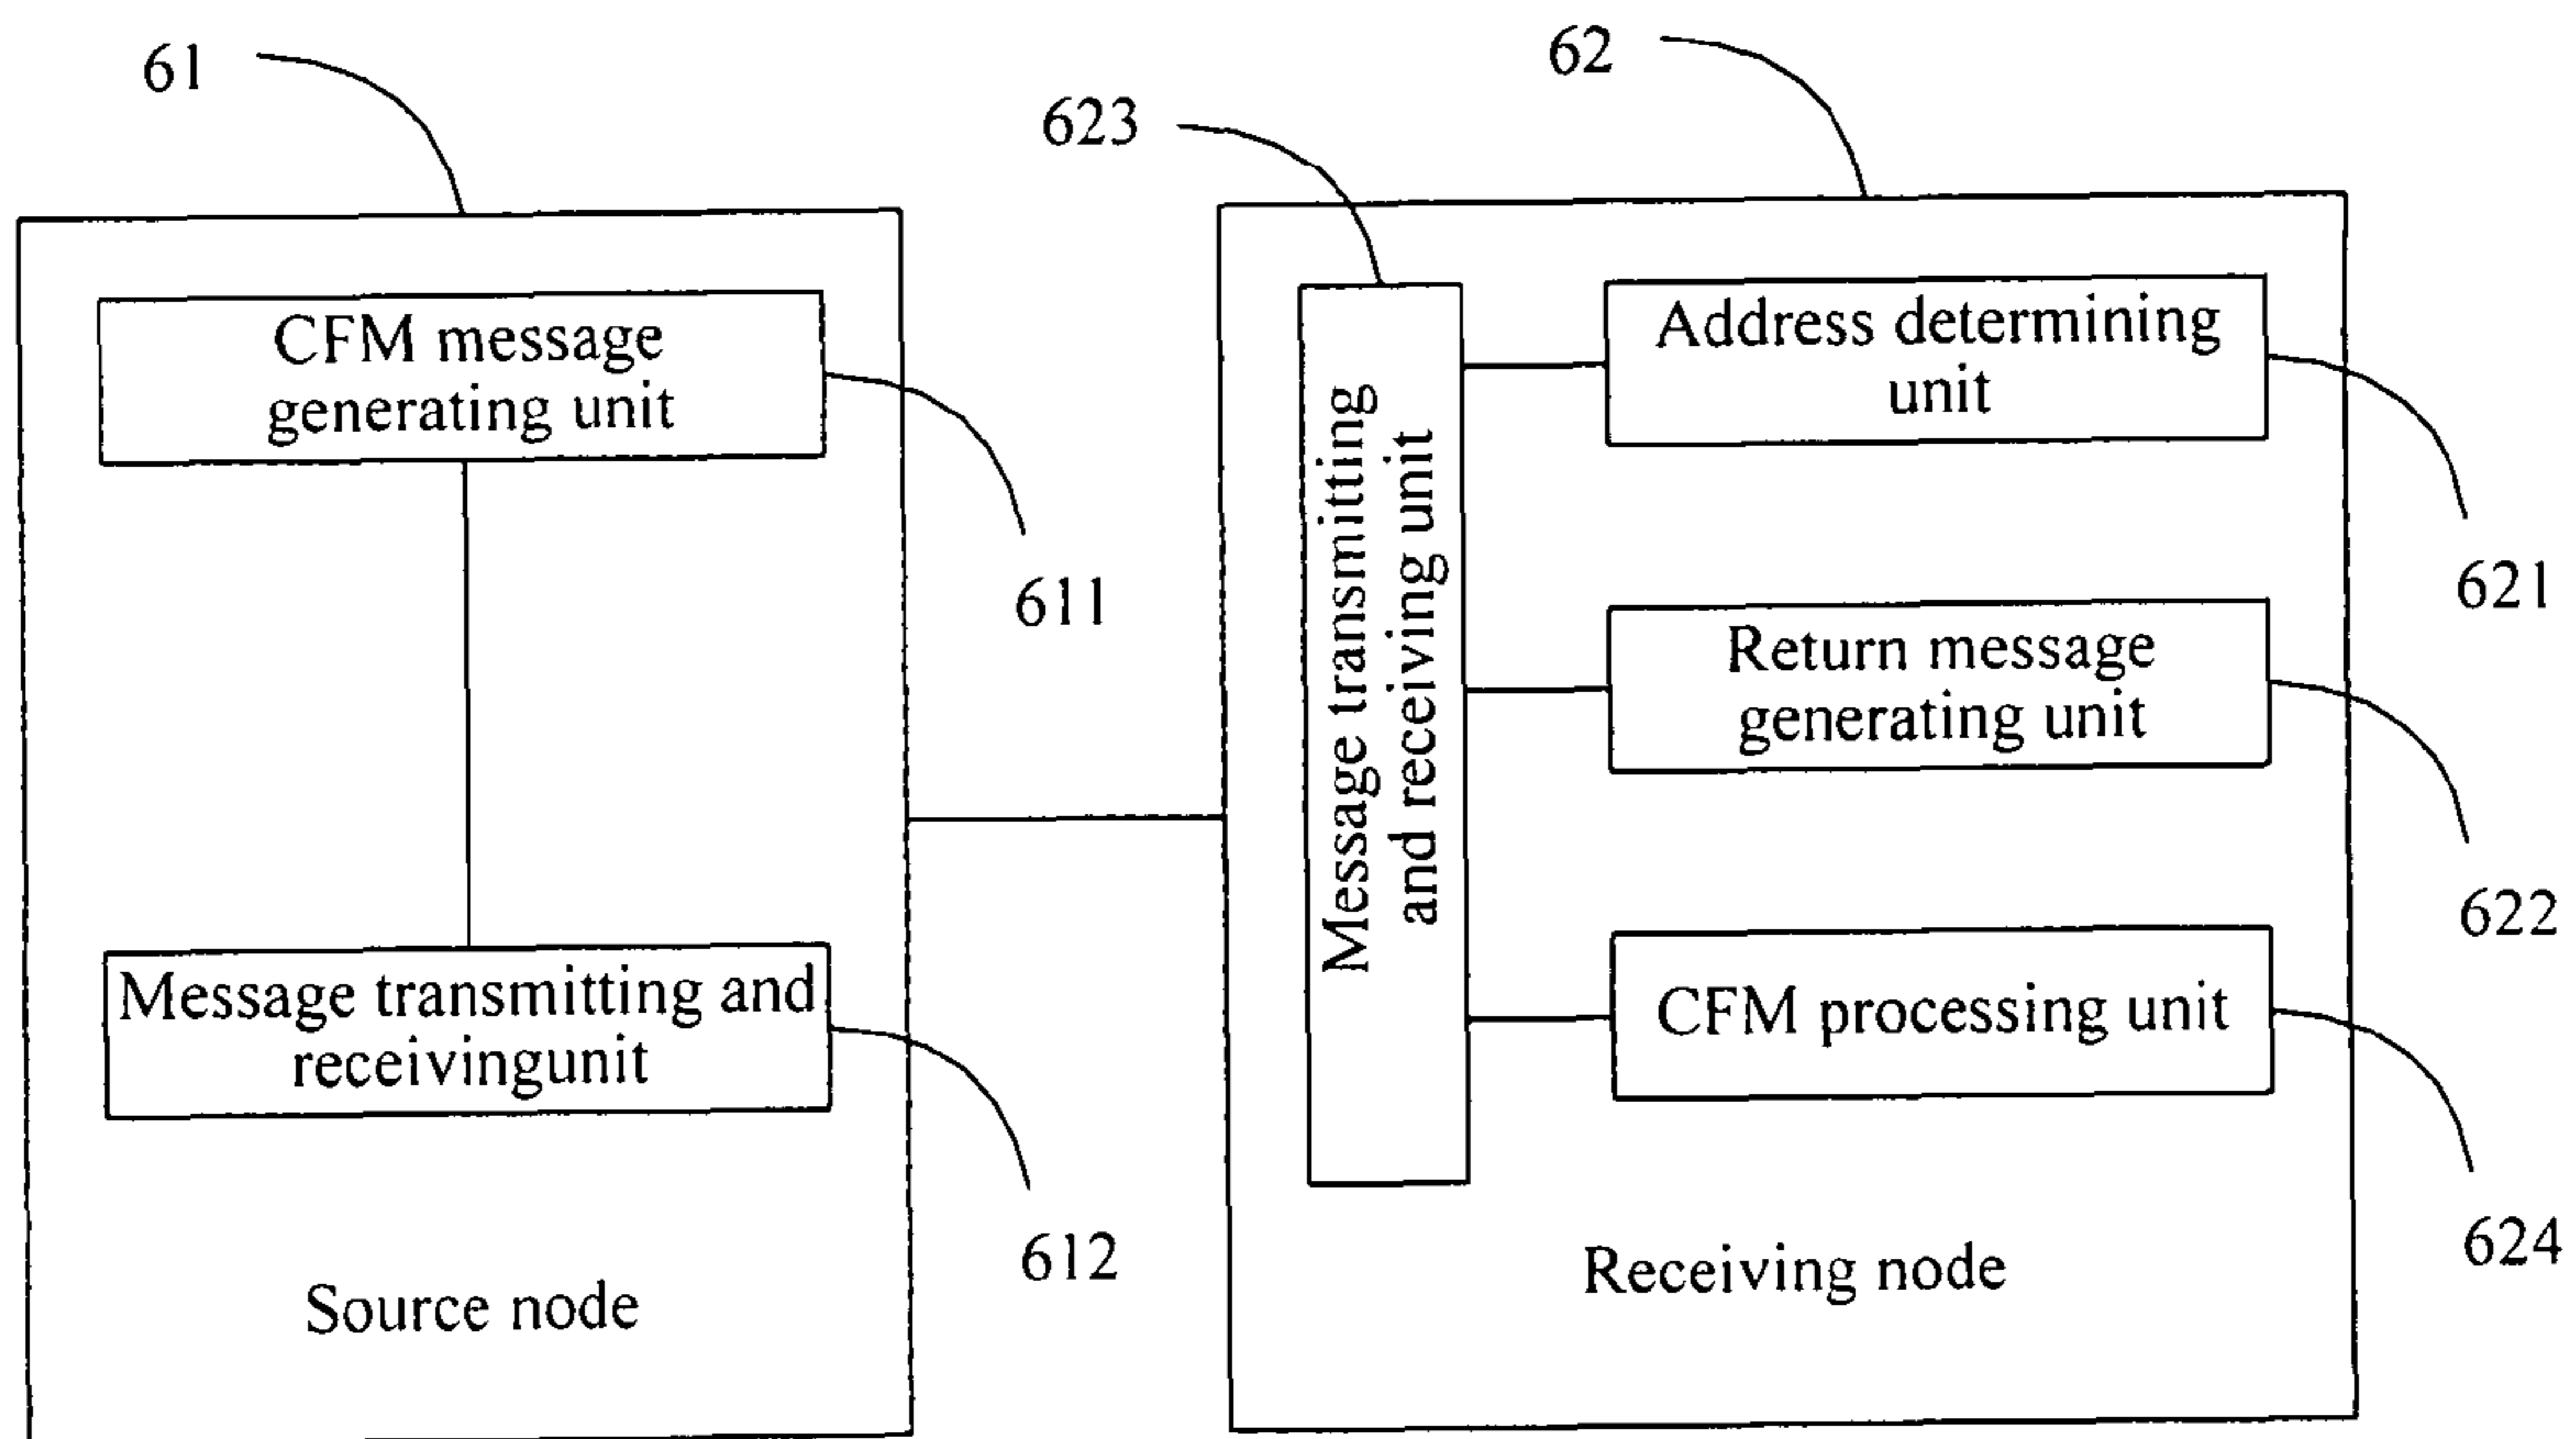 61
62
623
CFM message
generating unit
Address determining
unit
Message transmitting
and receiving unit
611
621
Return message
generating unit
622
Message transmitting and
receivingunit
CFM processing unit
612
624
Source node
Receiving node